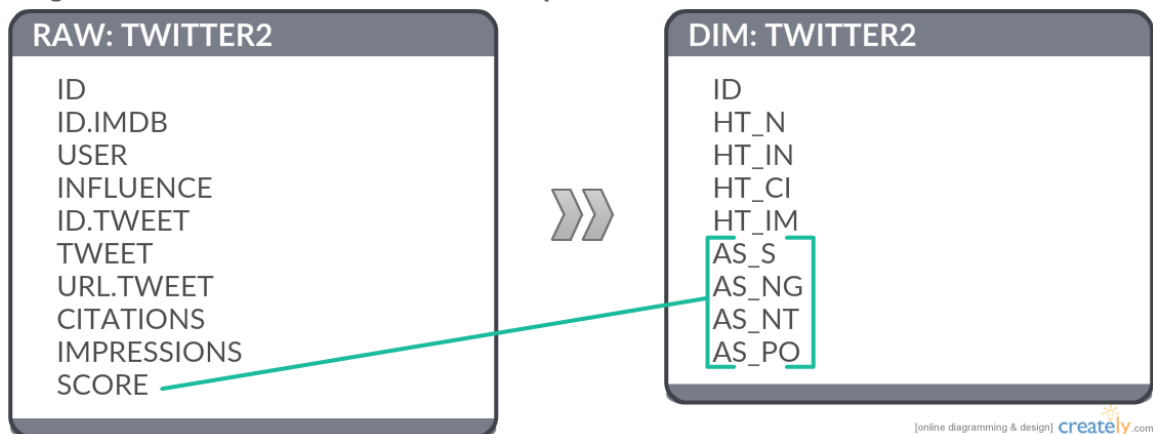 RAW: TWITTER2
ID
ID.IMDB
USER
INFLUENCE
ID.TWEET
TWEET
URL.TWEET
CITATIONS
IMPRESSIONS
SCORE
DIM: TWITTER2
ID
HT_N
HT_IN
HT_CI
HT_IM
AS_S
AS_NG
AS_NT
AS_PO
[online diagramming & design] creately.com